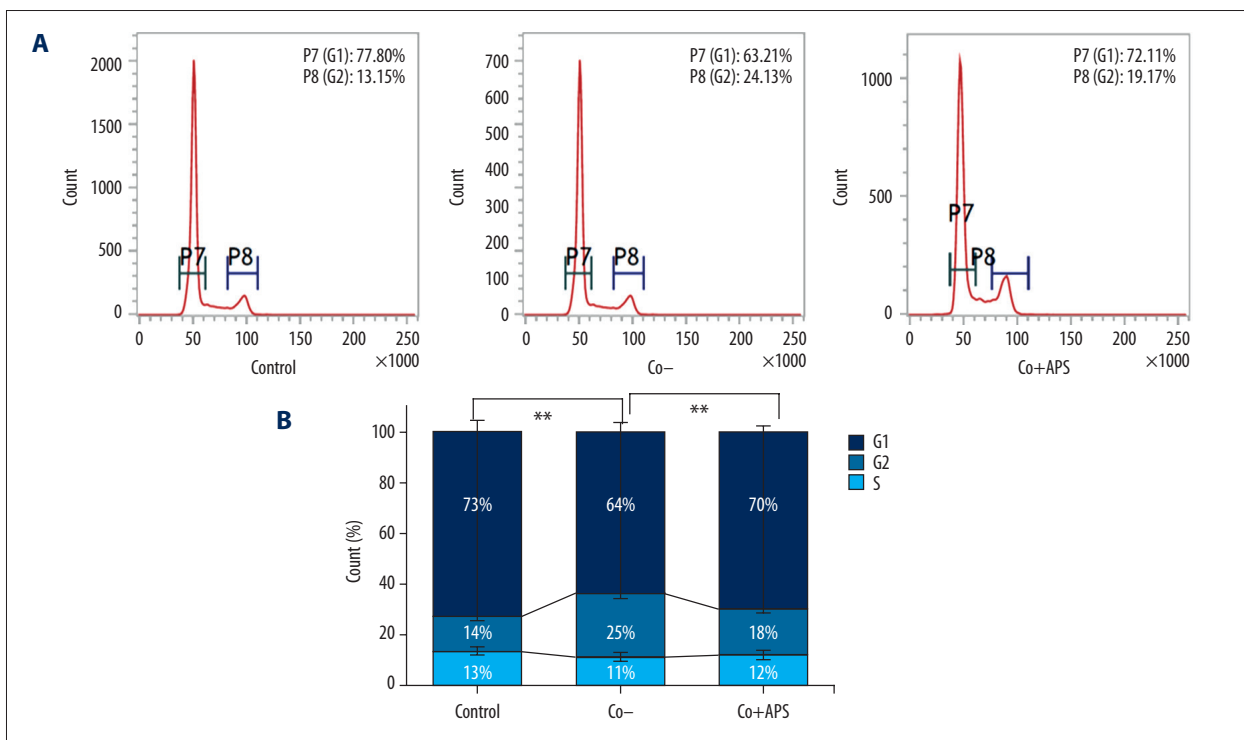 A
P7 (G1): 77.80%
P8 (G2): 13.15%
2000
1500
1000
500
0
Count
P7
P8
0 50 100 150 200 250
×1000
Control
P7 (G1): 63.21%
P8 (G2): 24.13%
700
600
500
400
300
200
100
0
Count
P7
P8
0 50 100 150 200 250
×1000
Co–
P7 (G1): 72.11%
P8 (G2): 19.17%
1000
500
0
Count
P7
P8
0 50 100 150 200 250
×1000
Co+APS
B
** **
100
80
60
40
20
0
Count (%)
73% 64% 70%
14% 25% 18%
13% 11% 12%
Control Co– Co+APS
G1
G2
S